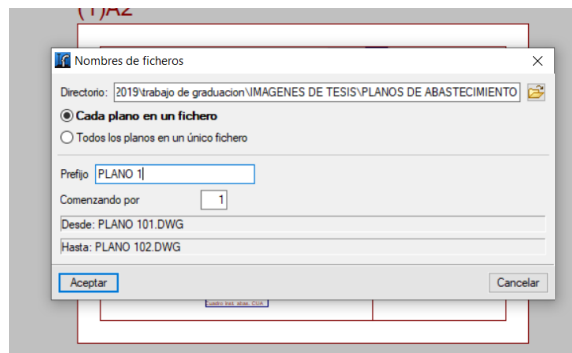 (1)A2
Nombres de ficheros
Directorio: 2019\trabajo de graduacion\IMAGENES DE TESIS\PLANOS DE ABASTECIMIENTO
Cada plano en un fichero
Todos los planos en un único fichero
Prefijo PLANO 1
Comenzando por 1
Desde: PLANO 101.DWG
Hasta: PLANO 102.DWG
Aceptar Cancelar